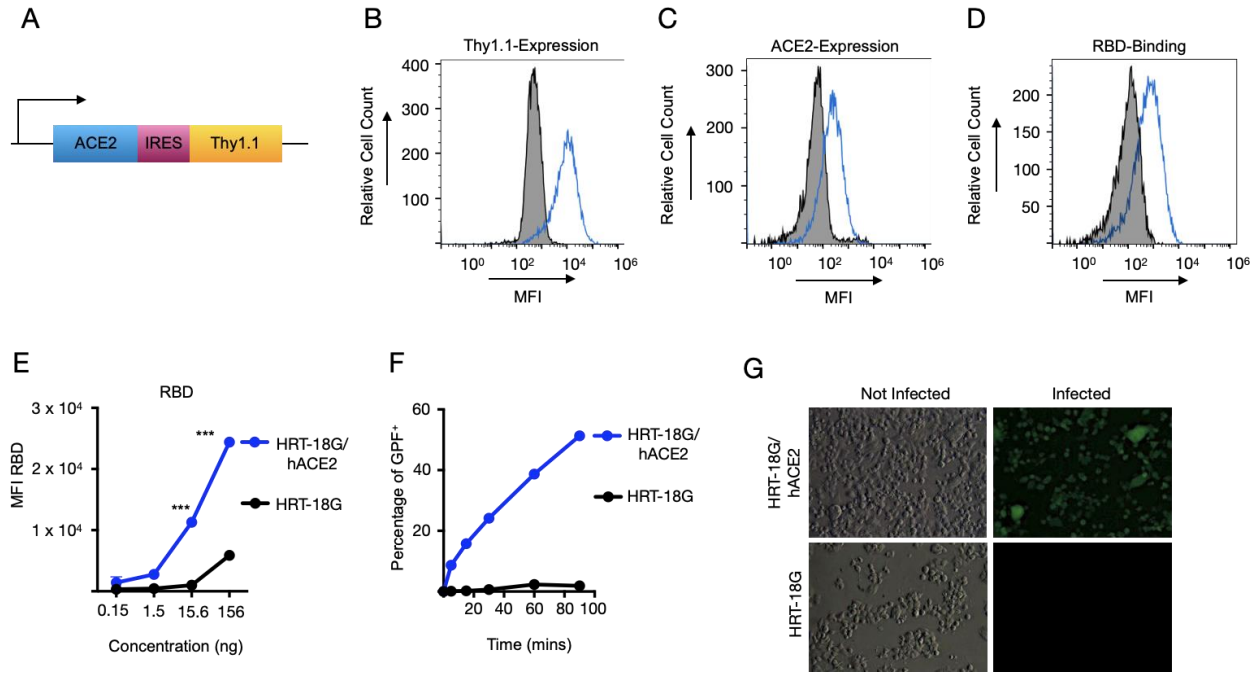 A
ACE2 IRES Thy1.1
B
Thy1.1-Expression
Relative Cell Count
400
300
200
100
10⁰ 10² 10⁴ 10⁶
MFI
C
ACE2-Expression
Relative Cell Count
300
200
100
10⁰ 10² 10⁴ 10⁶
MFI
D
RBD-Binding
Relative Cell Count
200
150
100
50
10⁰ 10² 10⁴ 10⁶
MFI
E
RBD
MFI RBD
3 x 10⁴
2 x 10⁴
1 x 10⁴
***
***
0.15 1.5 15.6 156
Concentration (ng)
HRT-18G/
hACE2
HRT-18G
F
Percentage of GPF⁺
60
40
20
20 40 60 80 100
Time (mins)
HRT-18G/
hACE2
HRT-18G
G
Not Infected Infected
HRT-18G/
hACE2
HRT-18G